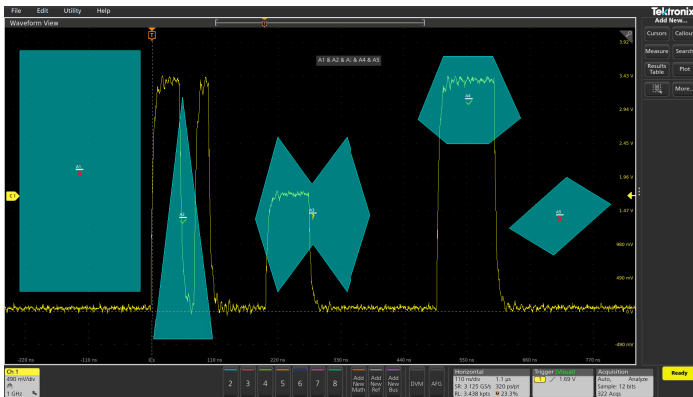 File Edit Utility Help
Tektronix
Waveform View
Add New...
Cursors Callout
Measure Search
Results Table Plot
More...
T
A1 & A2 & A3 & A4 & A5
3.92 V
3.43 V
2.94 V
2.45 V
1.96 V
1.47 V
980 mV
490 mV
0 V
-490 mV
A1
A2
A3
A4
A5
C1
-220 ns -110 ns 0s 110 ns 220 ns 330 ns 440 ns 550 ns 660 ns 770 ns
Ch 1
490 mV/div
1 GHz
2 3 4 5 6 7 8
Add New Math
Add New Ref
Add New Bus
DVM AFG
Horizontal
110 ns/div 1.1 µs
SR: 3.125 GS/s 320 ps/pt
RL: 3.438 kpts 23.3%
Trigger (Visual)
1 1.69 V
Acquisition
Auto, Analyze
Sample: 12 bits
322 Acqs
Ready